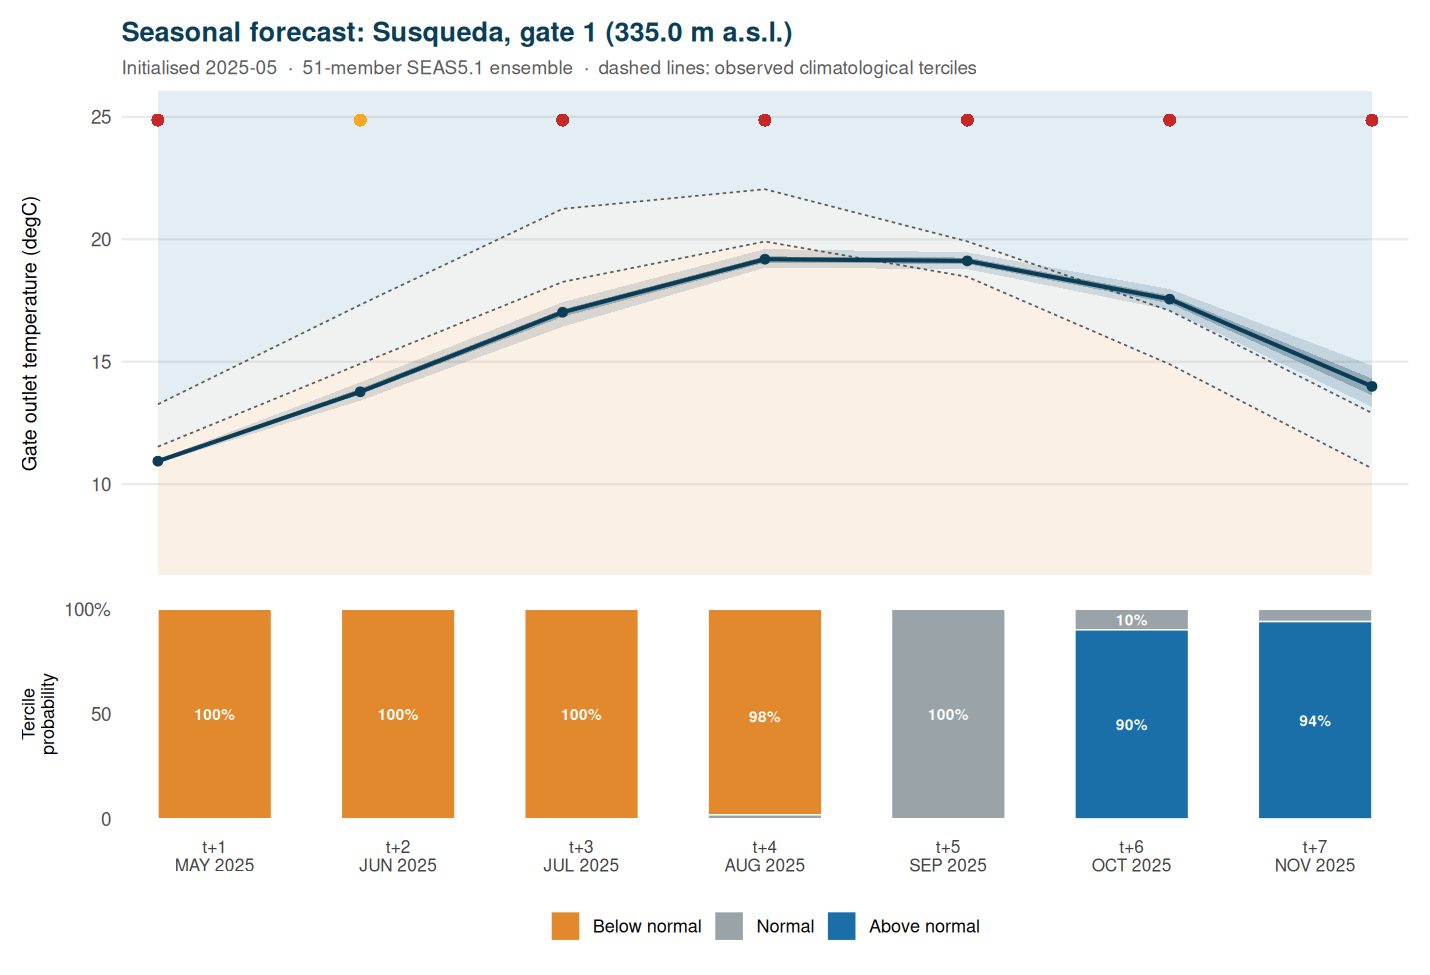 Seasonal forecast: Susqueda, gate 1 (335.0 m a.s.l.)
Initialised 2025-05 · 51-member SEAS5.1 ensemble · dashed lines: observed climatological terciles
Gate outlet temperature (degC)
25
20
15
10
Tercile
probability
100%
50
0
100%
100%
100%
98%
100%
10%
90%
94%
t+1
MAY 2025
t+2
JUN 2025
t+3
JUL 2025
t+4
AUG 2025
t+5
SEP 2025
t+6
OCT 2025
t+7
NOV 2025
Below normal
Normal
Above normal